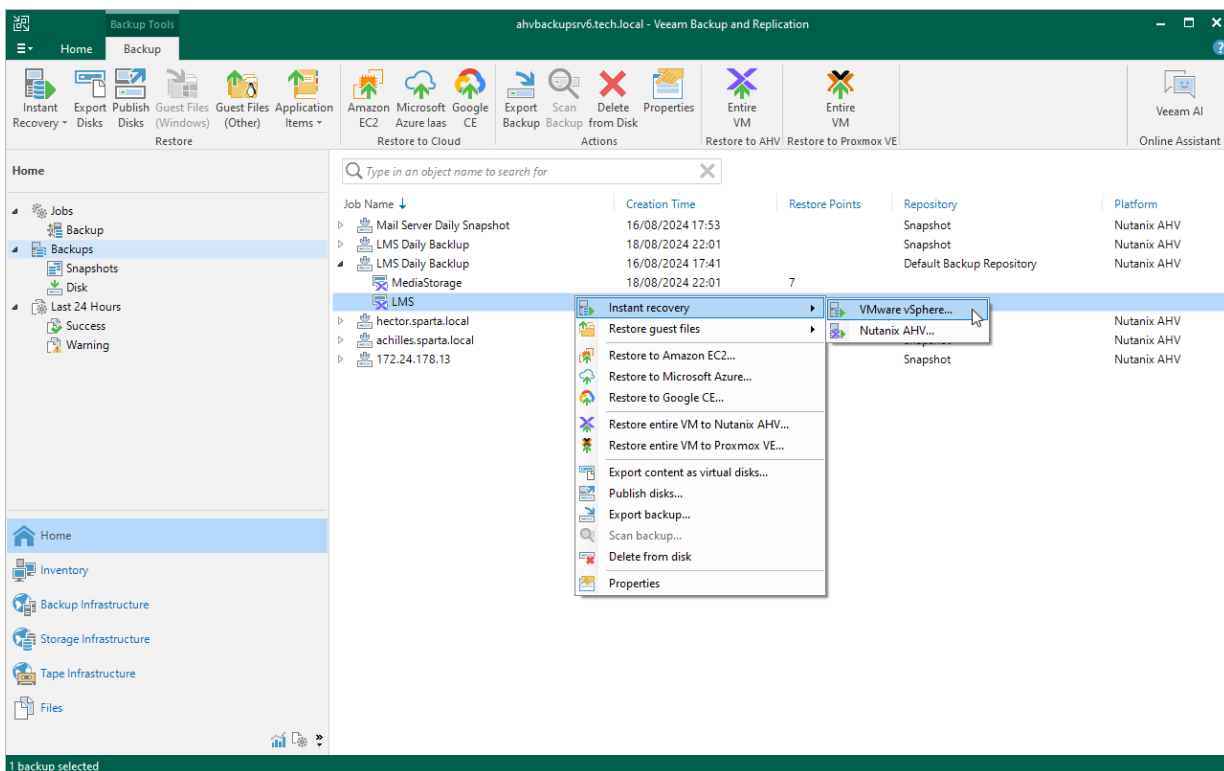 Backup Tools
ahvbackupsrv6.tech.local - Veeam Backup and Replication
Home Backup
Instant Recovery
Export Disks
Publish Disks
Guest Files (Windows)
Guest Files (Other)
Application Items
Restore
Amazon EC2
Microsoft Azure Iaas
Google CE
Restore to Cloud
Export Backup
Scan Backup
Delete from Disk
Properties
Actions
Entire VM
Restore to AHV
Entire VM
Restore to Proxmox VE
Veeam AI
Online Assistant
Home
Jobs
Backup
Backups
Snapshots
Disk
Last 24 Hours
Success
Warning
Home
Inventory
Backup Infrastructure
Storage Infrastructure
Tape Infrastructure
Files
Type in an object name to search for
Job Name Creation Time Restore Points Repository Platform
Mail Server Daily Snapshot 16/08/2024 17:53 Snapshot Nutanix AHV
LMS Daily Backlup 18/08/2024 22:01 Snapshot Nutanix AHV
LMS Daily Backlup 16/08/2024 17:41 Default Backup Repository Nutanix AHV
MediaStorage 18/08/2024 22:01 7
LMS
hector.sparta.local Nutanix AHV
achilles.sparta.local Nutanix AHV
172.24.178.13 Snapshot Nutanix AHV
Instant recovery
Restore guest files
Restore to Amazon EC2...
Restore to Microsoft Azure...
Restore to Google CE...
Restore entire VM to Nutanix AHV...
Restore entire VM to Proxmox VE...
Export content as virtual disks...
Publish disks...
Export backup...
Scan backup...
Delete from disk
Properties
VMware vSphere...
Nutanix AHV...
1 backup selected